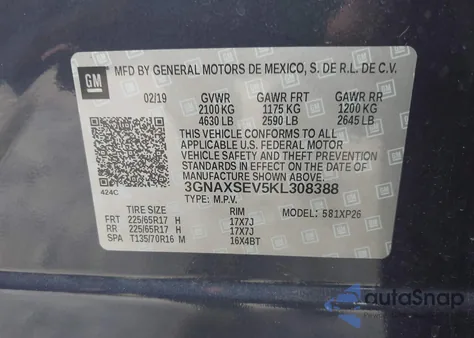 GM
MFD BY GENERAL MOTORS DE MEXICO, S. DE R.L. DE C.V.
02/19 GVWR GAWR FRT GAWR RR
2100 KG 1175 KG 1200 KG
4630 LB 2590 LB 2645 LB
THIS VEHICLE CONFORMS TO ALL
APPLICABLE U.S. FEDERAL MOTOR
VEHICLE SAFETY AND THEFT PREVENTION
STANDARDS IN EFFECT ON THE DATE OF
MANUFACTURE SHOWN ABOVE.
424C
3GNAXSEV5KL308388
TYPE: M.P.V.
TIRE SIZE RIM MODEL: 581XP26
FRT 225/65R17 H 17X7J
RR 225/65R17 H 17X7J
SPA T135/70R16 M 16X4BT
autoSnap